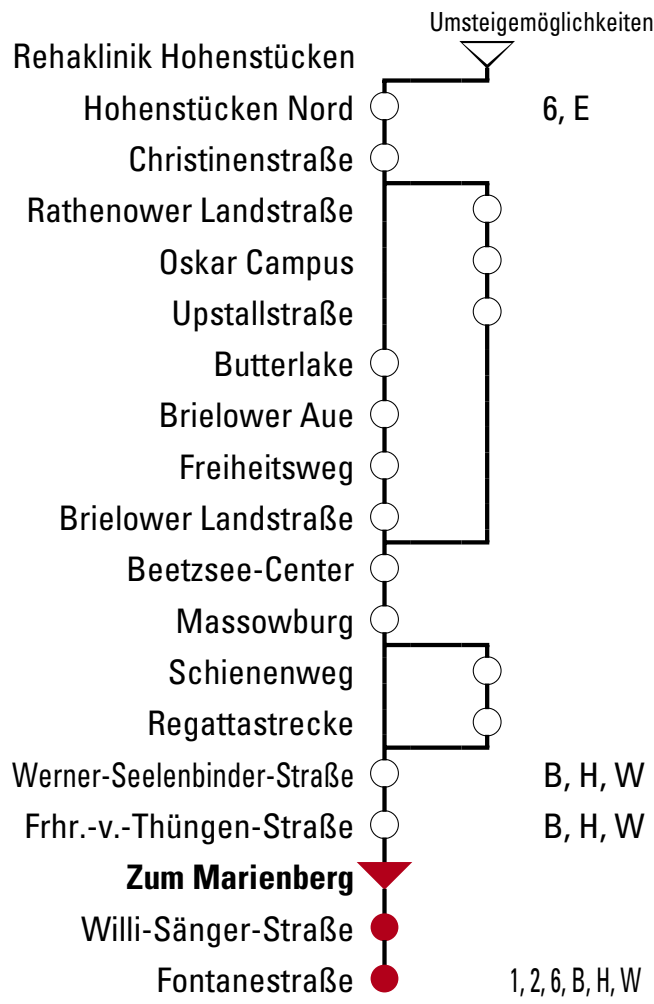 Umsteigemöglichkeiten
Rehaklinik Hohenstücken
Hohenstücken Nord 6, E
Christinenstraße
Rathenower Landstraße
Oskar Campus
Upstallstraße
Butterlake
Brielower Aue
Freiheitsweg
Brielower Landstraße
Beetzsee-Center
Massowburg
Schienenweg
Regattastrecke
Werner-Seelenbinder-Straße B, H, W
Frhr.-v.-Thüngen-Straße B, H, W
Zum Marienberg
Willi-Sänger-Straße
Fontanestraße 1, 2, 6, B, H, W